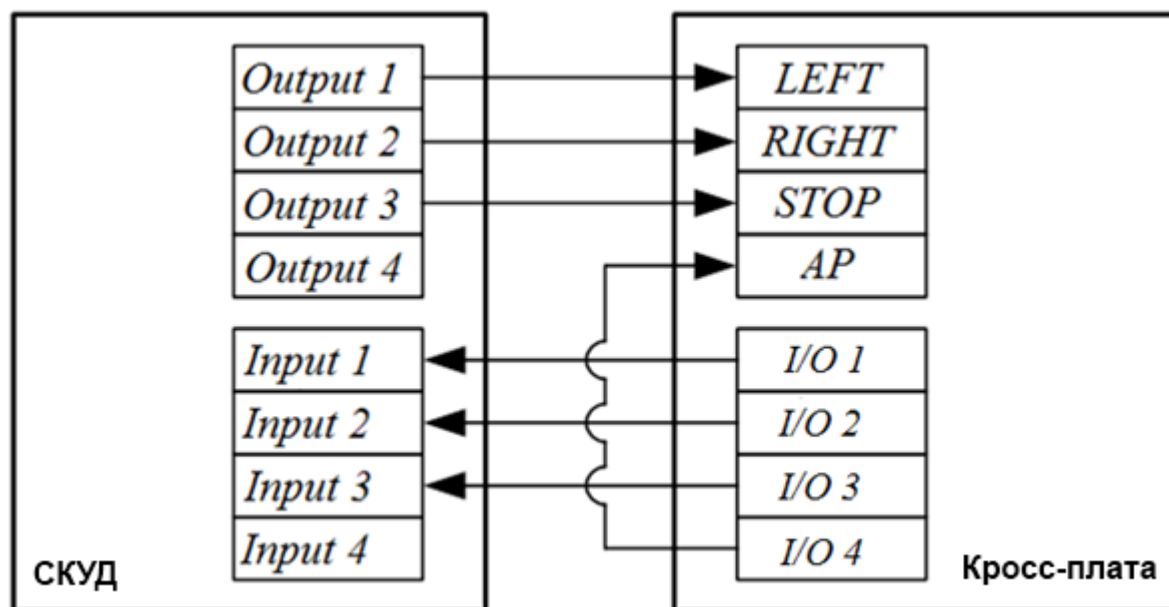 Output 1
Output 2
Output 3
Output 4
Input 1
Input 2
Input 3
Input 4
СКУД
LEFT
RIGHT
STOP
AP
I/O 1
I/O 2
I/O 3
I/O 4
Кросс-плата